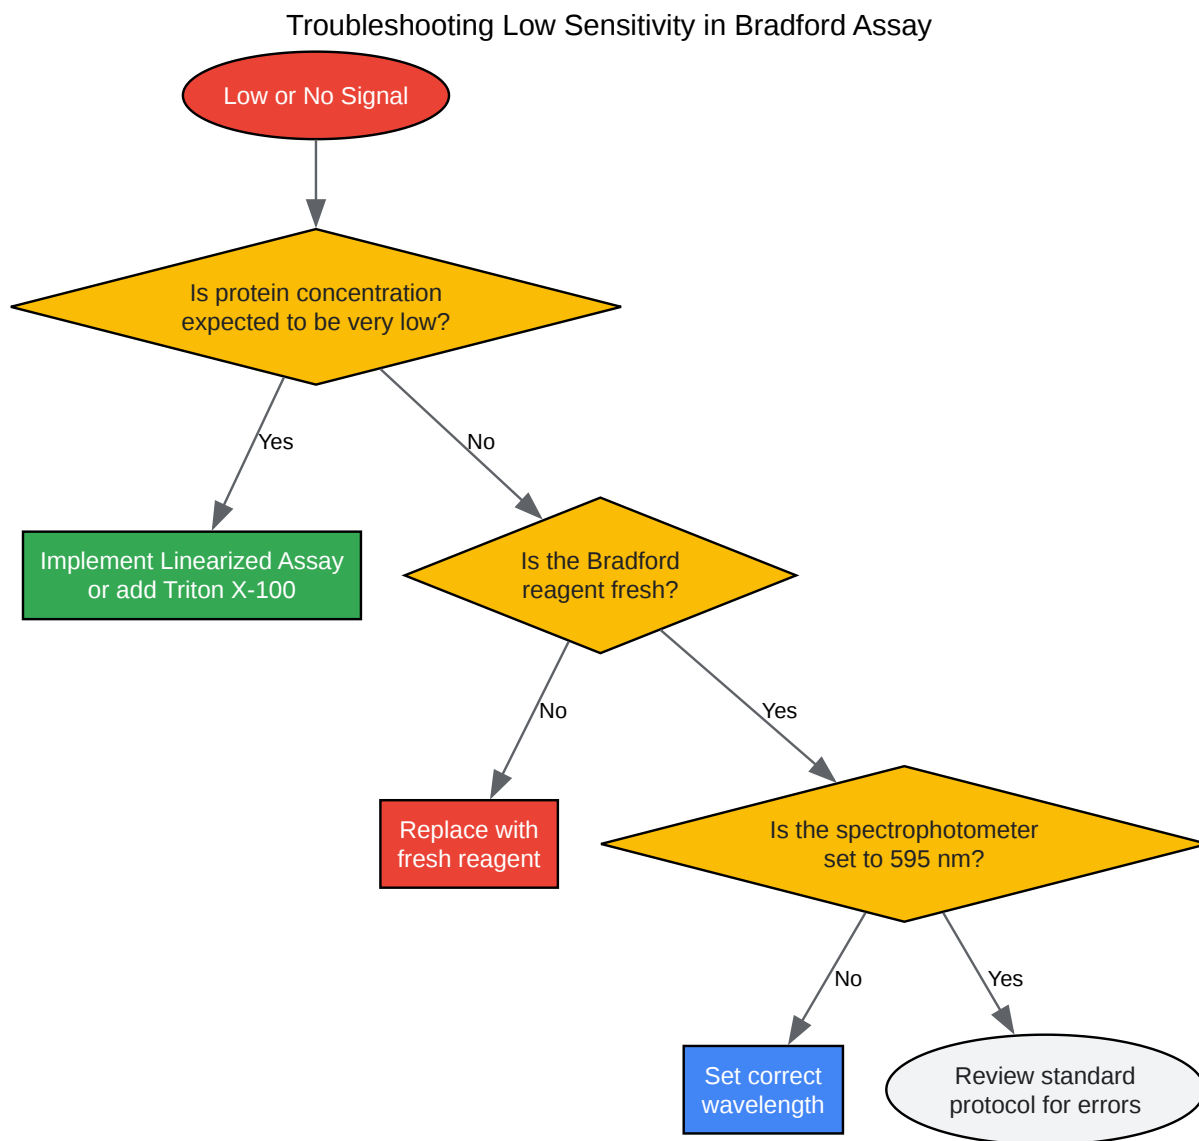 Troubleshooting Low Sensitivity in Bradford Assay
Low or No Signal
Is protein concentration
expected to be very low?
Yes
No
Implement Linearized Assay
or add Triton X-100
Is the Bradford
reagent fresh?
No
Yes
Replace with
fresh reagent
Is the spectrophotometer
set to 595 nm?
No
Yes
Set correct
wavelength
Review standard
protocol for errors